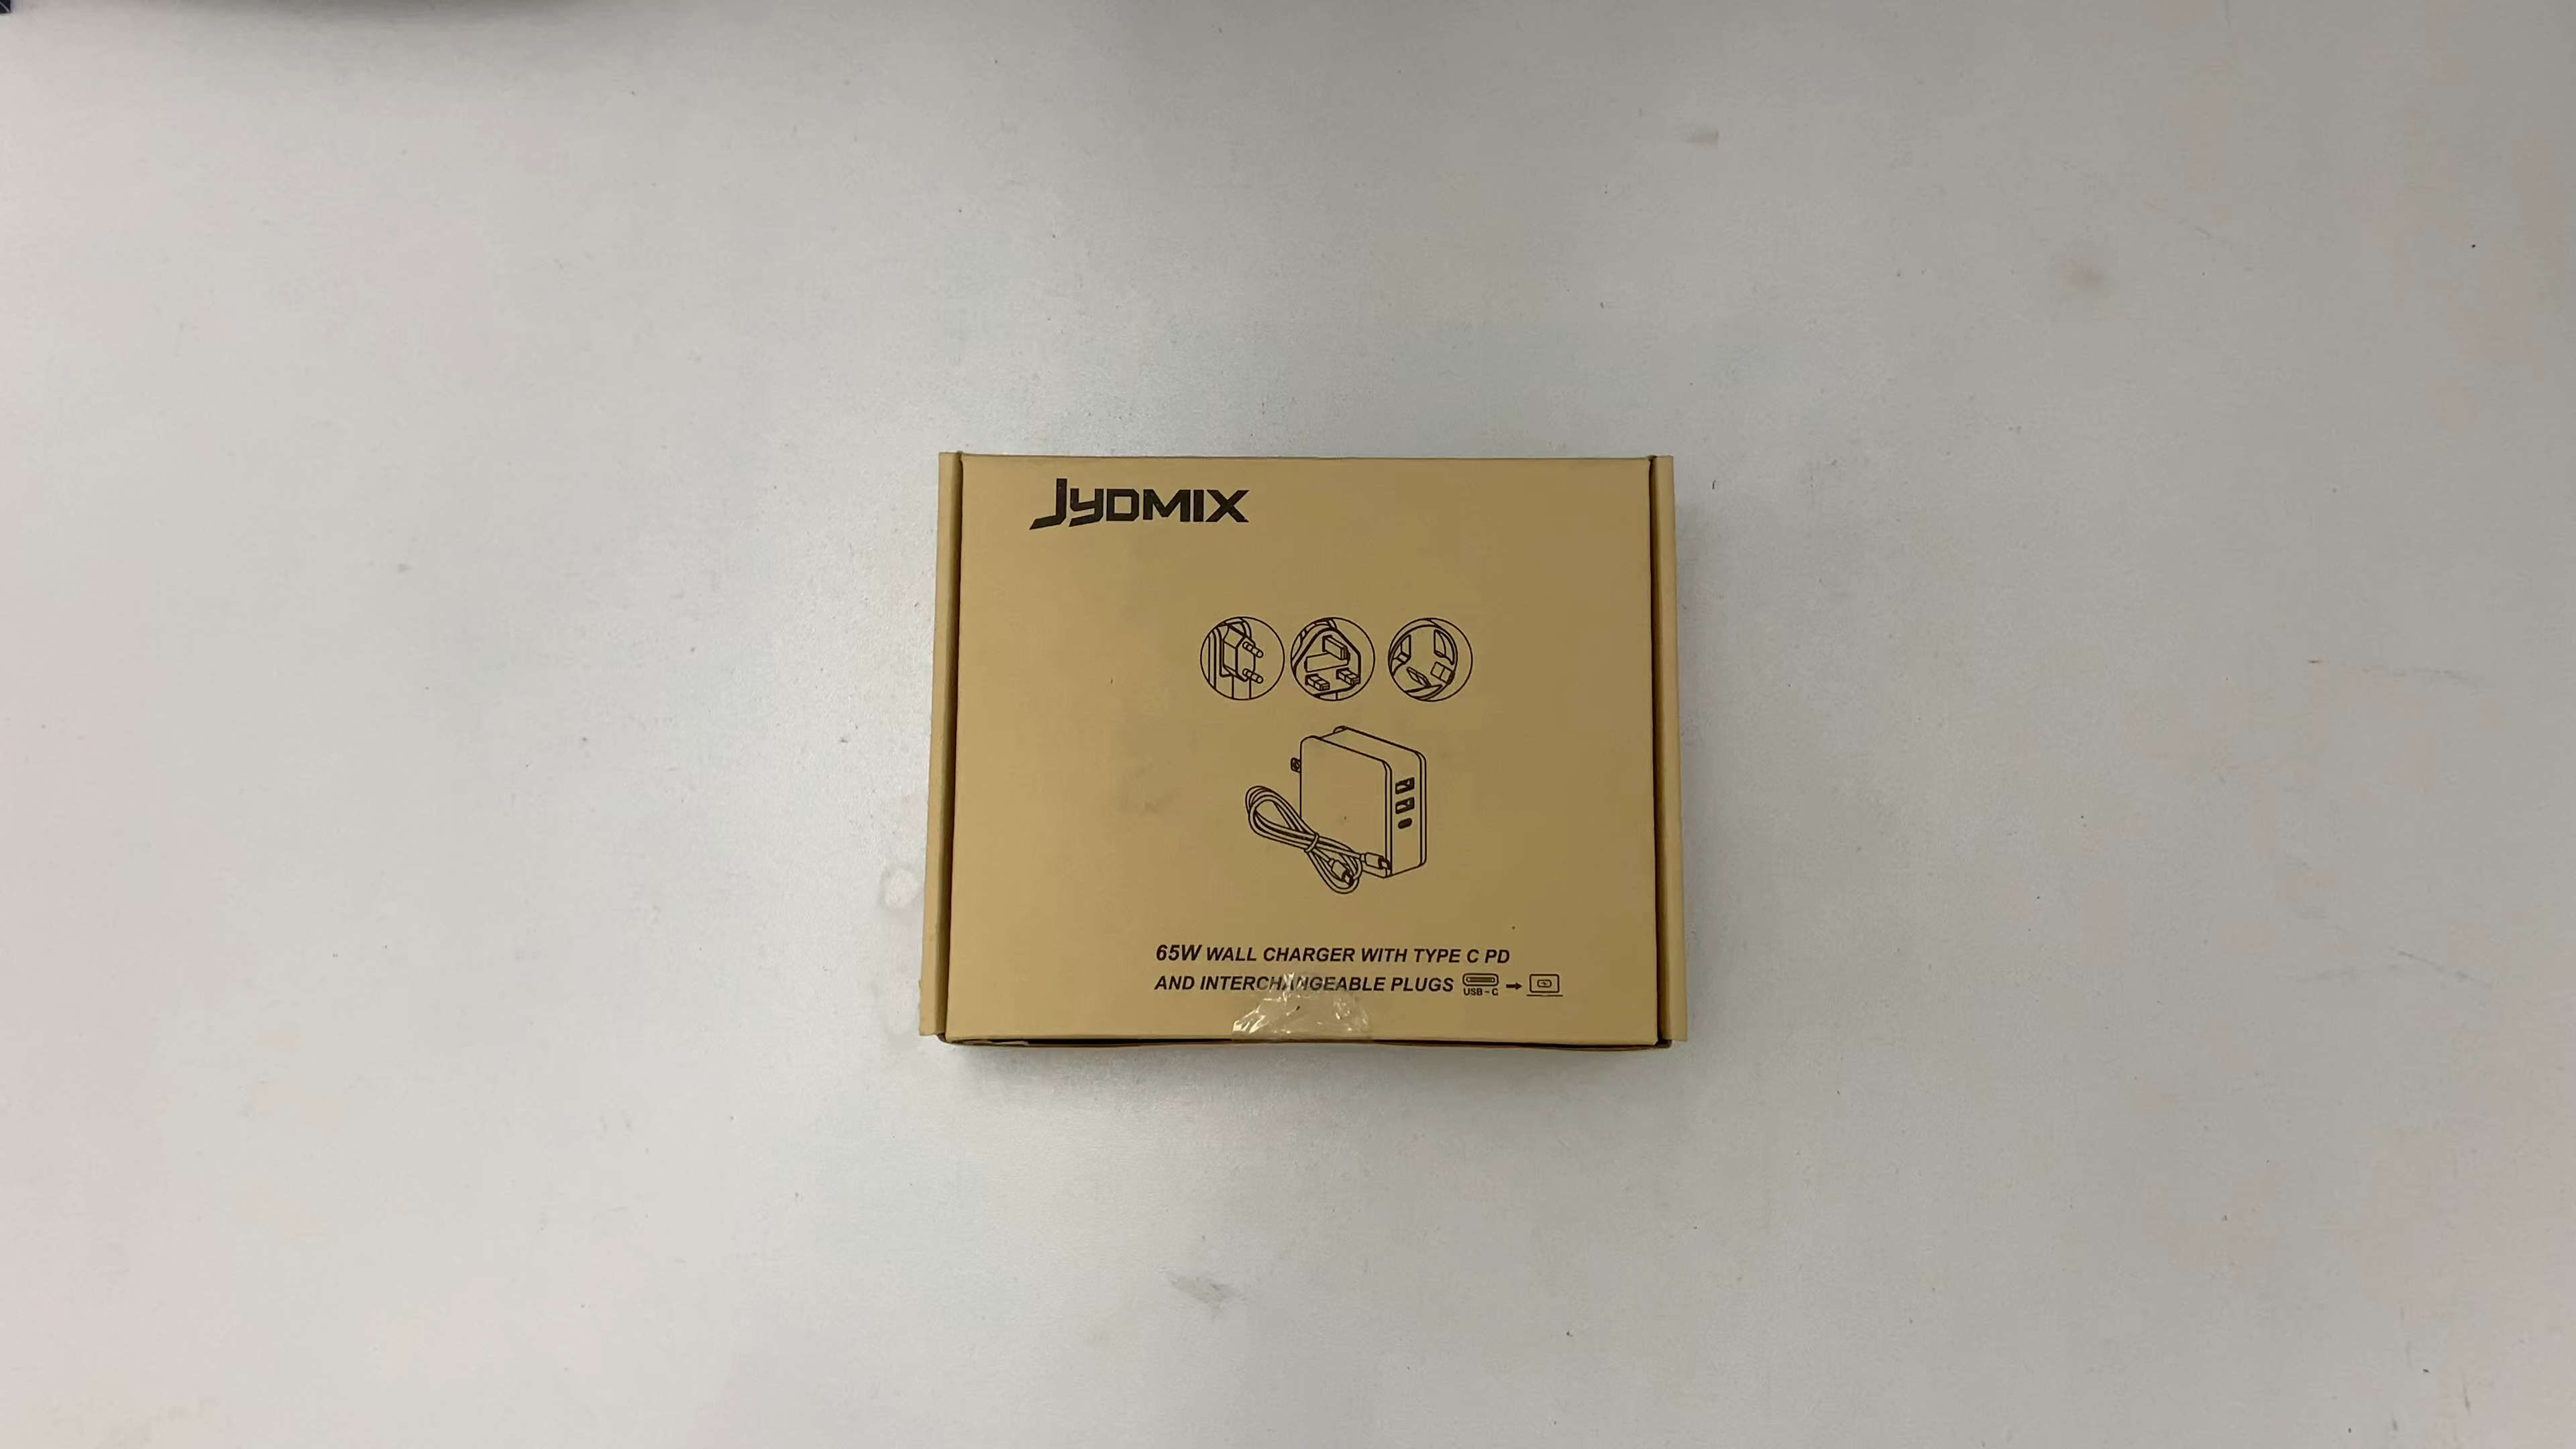 JYDMIX
65W WALL CHARGER WITH TYPE C PD
AND INTERCHANGEABLE PLUGS
USB-C